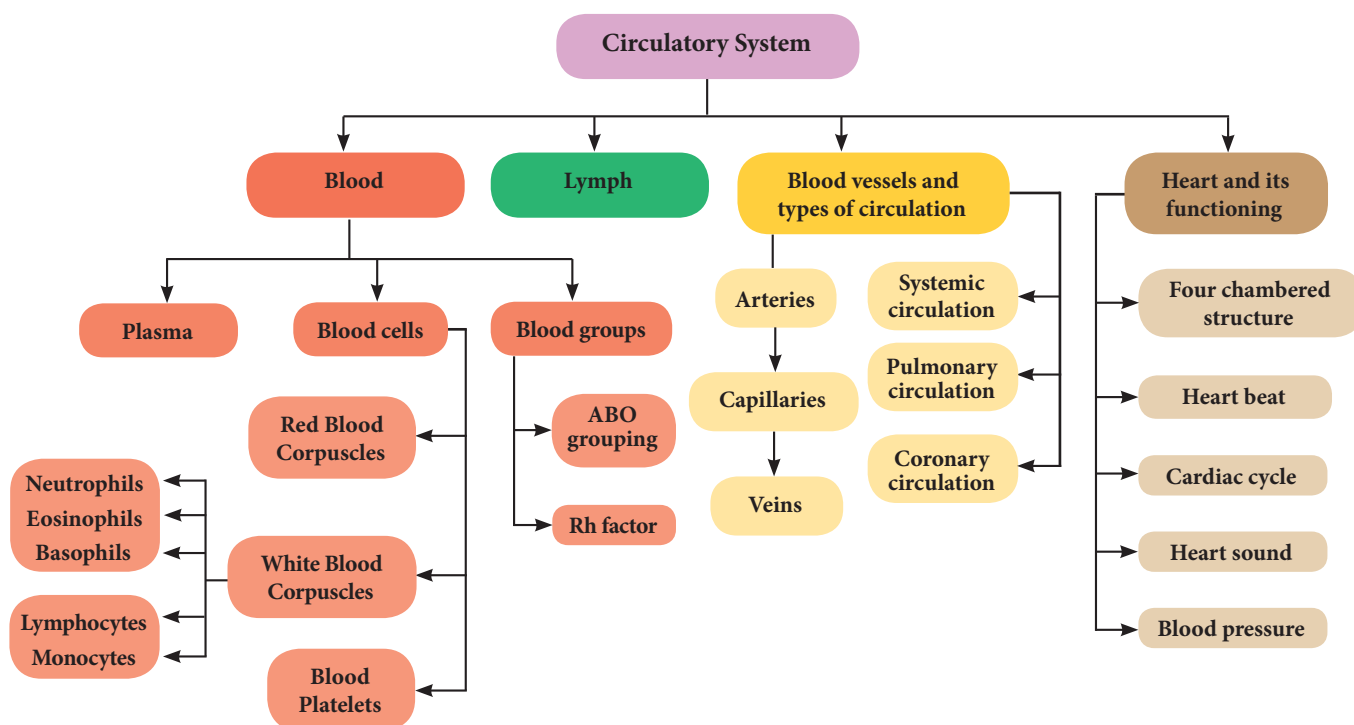 Circulatory System
Blood
Lymph
Blood vessels and
types of circulation
Heart and its
functioning
Plasma
Blood cells
Blood groups
Red Blood
Corpuscles
White Blood
Corpuscles
Blood
Platelets
Neutrophils
Eosinophils
Basophils
Lymphocytes
Monocytes
ABO
grouping
Rh factor
Arteries
Capillaries
Veins
Systemic
circulation
Pulmonary
circulation
Coronary
circulation
Four chambered
structure
Heart beat
Cardiac cycle
Heart sound
Blood pressure